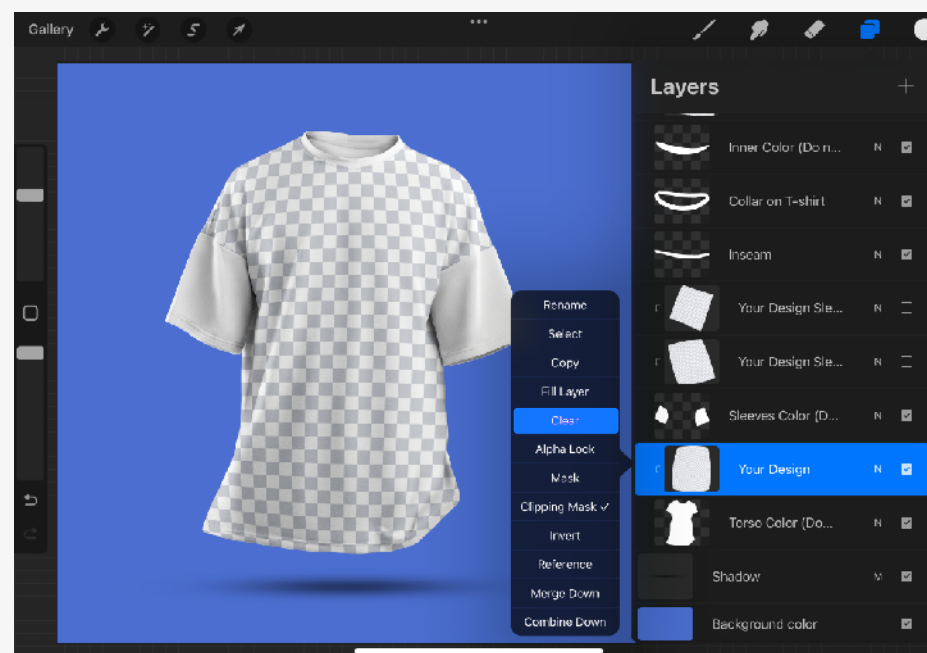 Gallery
Layers
Inner Color (Do n... N
Collar on T-shirt N
Inseam N
Your Design Sle... N
Your Design Sle... N
Sleeves Color (D... N
Your Design N
Torso Color (Do... N
Shadow M
Background color
Rename
Select
Copy
Fill Layer
Clear
Alpha Lock
Mask
Clipping Mask ✓
Invert
Reference
Merge Down
Combine Down